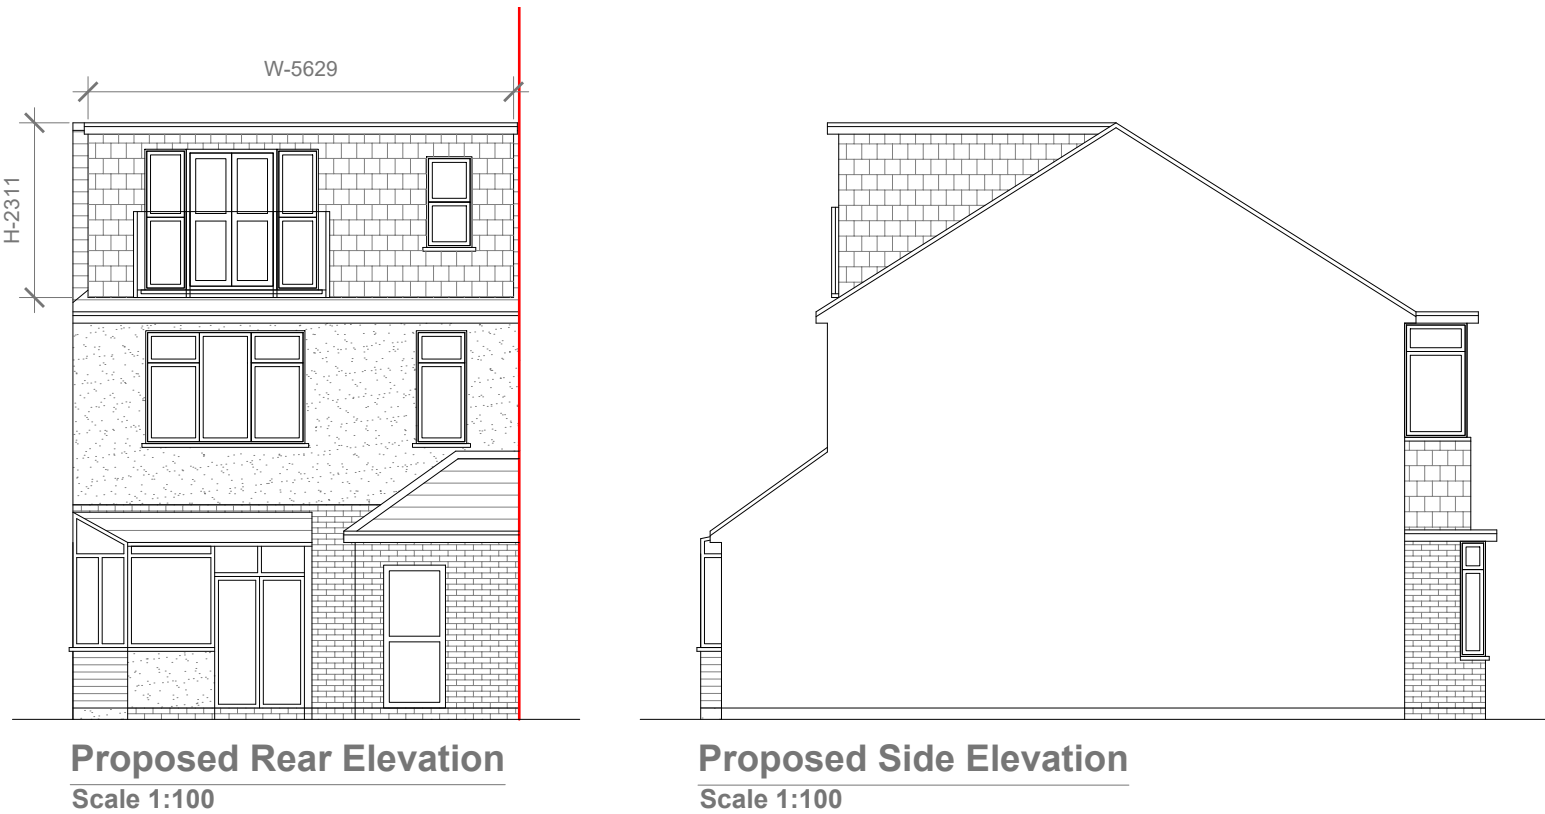 W-5629
H-2311
Proposed Rear Elevation
Scale 1:100
Proposed Side Elevation
Scale 1:100